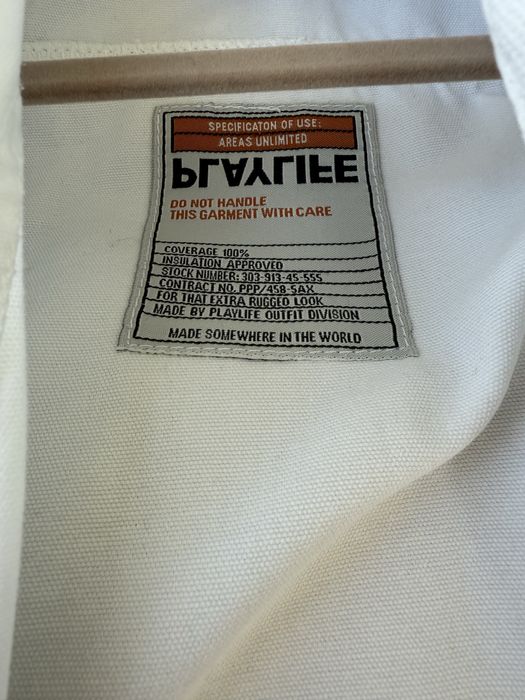 SPECIFICATON OF USE:
AREAS UNLIMITED
PLAYLIFE
DO NOT HANDLE
THIS GARMENT WITH CARE
COVERAGE 100%
INSULATION APPROVED
STOCK NUMBER: 303-913-45-555
CONTRACT NO. PPP/458-5AX
FOR THAT EXTRA RUGGED LOOK
MADE BY PLAYLIFE OUTFIT DIVISION
MADE SOMEWHERE IN THE WORLD